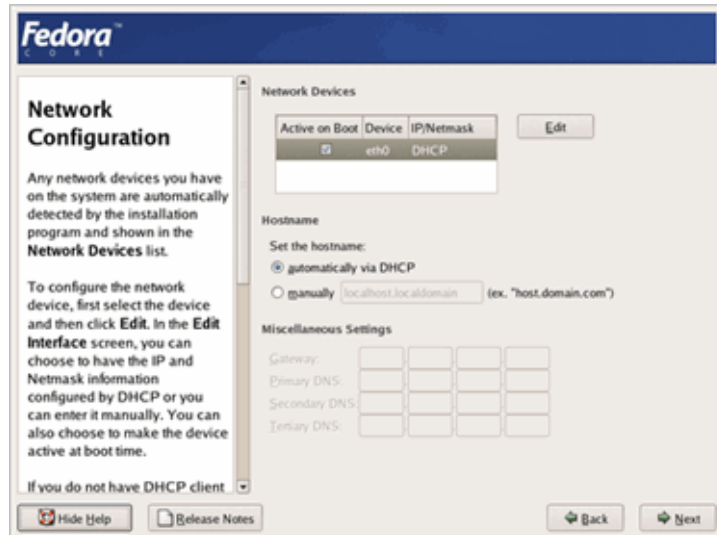 Fedora™
CORE
Network
Configuration
Any network devices you have
on the system are automatically
detected by the installation
program and shown in the
Network Devices list.
To configure the network
device, first select the device
and then click Edit. In the Edit
Interface screen, you can
choose to have the IP and
Netmask information
configured by DHCP or you
can enter it manually. You can
also choose to make the device
active at boot time.
If you do not have DHCP client
Network Devices
Active on Boot Device IP/Netmask
eth0 DHCP
Edit
Hostname
Set the hostname:
automatically via DHCP
manually localhost.localdomain (ex. "host.domain.com")
Miscellaneous Settings
Gateway:
Primary DNS:
Secondary DNS:
Tertiary DNS:
Hide Help
Release Notes
Back
Next